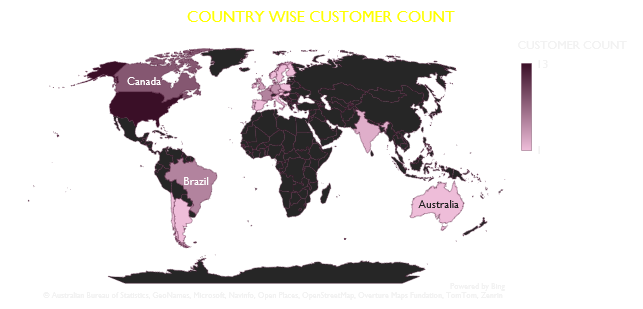 COUNTRY WISE CUSTOMER COUNT
CUSTOMER COUNT
13
1
Canada
Brazil
Australia
Powered by Bing
© Australian Bureau of Statistics, GeoNames, Microsoft, Navinfo, Open Places, OpenStreetMap, Overture Maps Fundation, TomTom, Zenrin